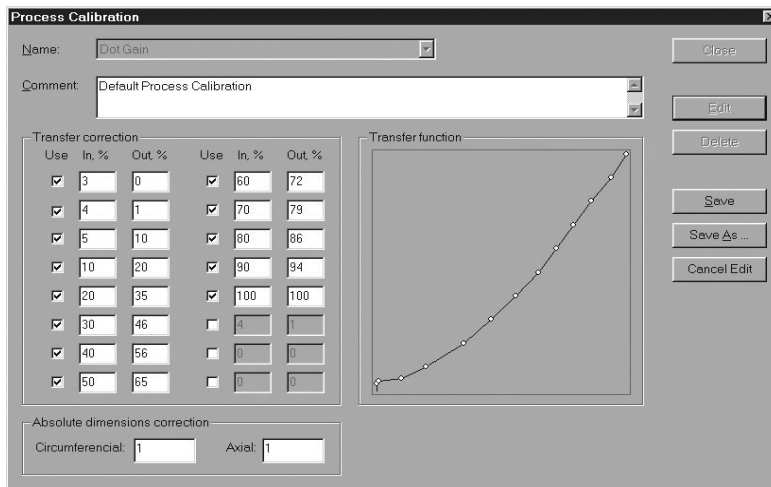 Process Calibration
Name: Dot Gain
Close
Comment: Default Process Calibration
Edit
Delete
Transfer correction
Transfer function
Use In, % Out, % Use In, % Out, %
3 0 60 72
4 1 70 79
5 10 80 86
10 20 90 94
20 35 100 100
30 46 4 1
40 56 0 0
50 65 0 0
Save
Save As ...
Cancel Edit
Absolute dimensions correction
Circumferencial: 1 Axial: 1